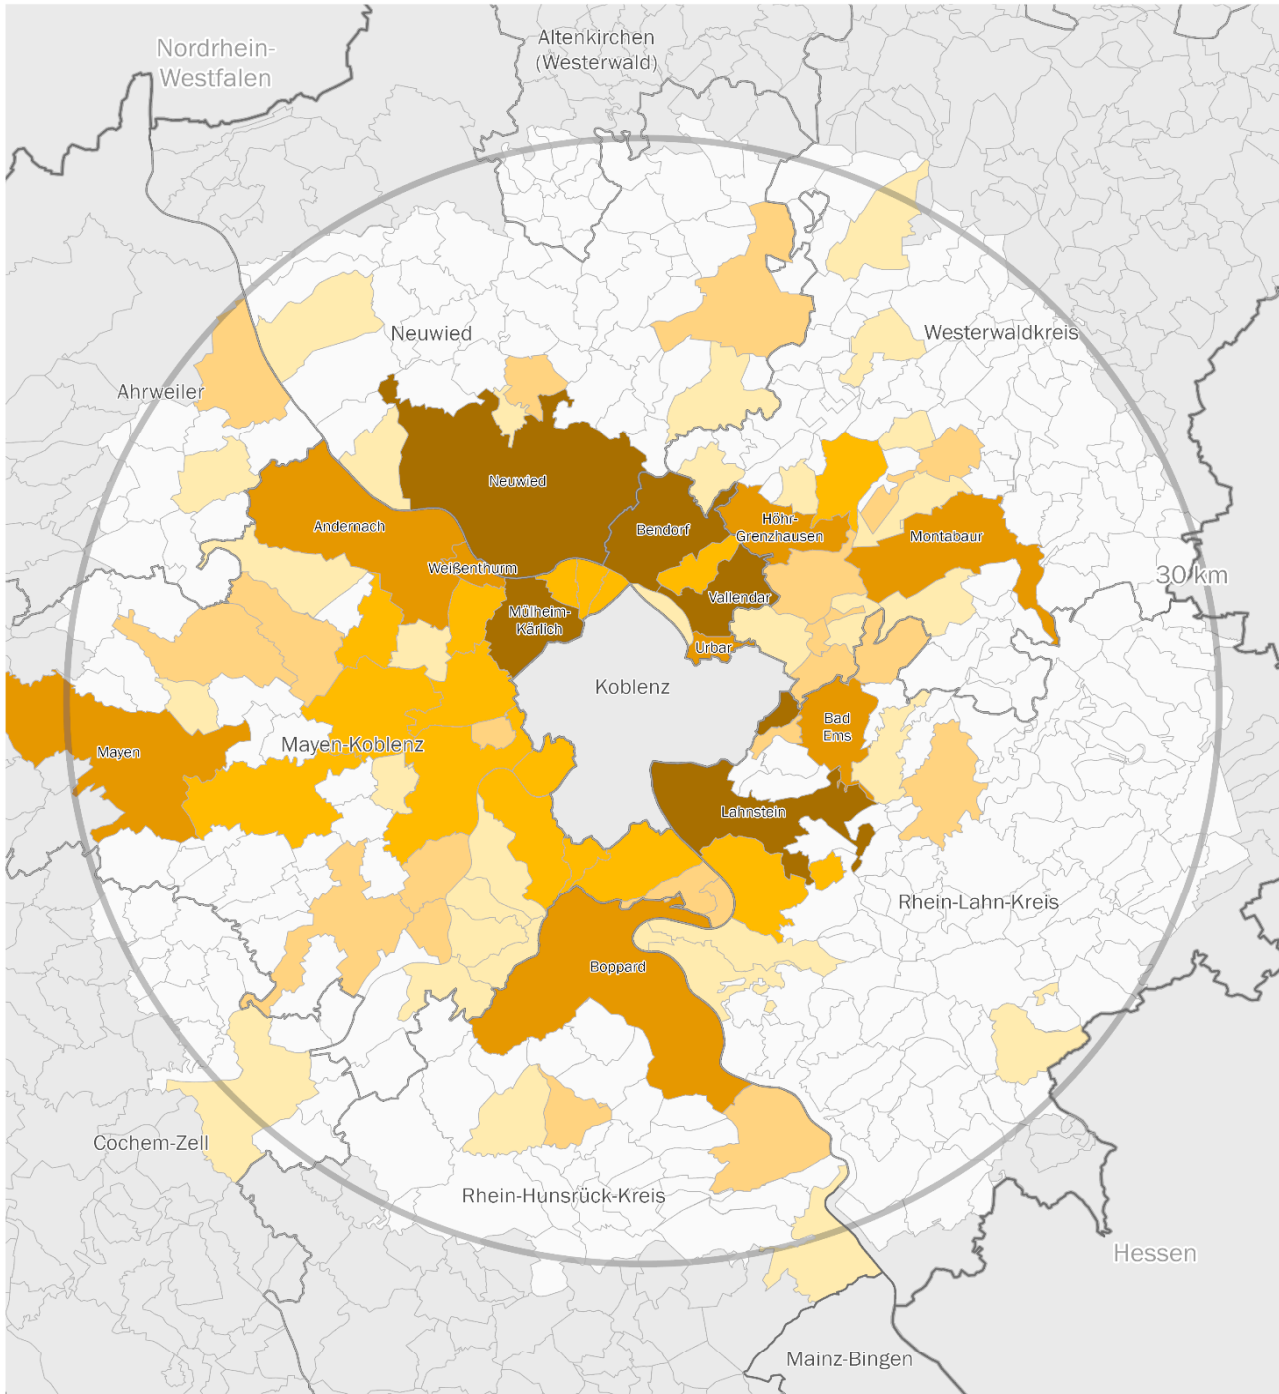 Nordrhein-
Westfalen
Altenkirchen
(Westerwald)
Neuwied
Westerwaldkreis
Ahrweiler
Neuwied
Andernach
Bendorf
Höhr-
Grenzhausen
Montabaur
Weißenthurm
30 km
Vallendar
Mülheim-
Kärlich
Urbar
Koblenz
Bad
Ems
Mayen
Mayen-Koblenz
Lahnstein
Rhein-Lahn-Kreis
Boppard
Cochem-Zell
Rhein-Hunsrück-Kreis
Hessen
Mainz-Bingen